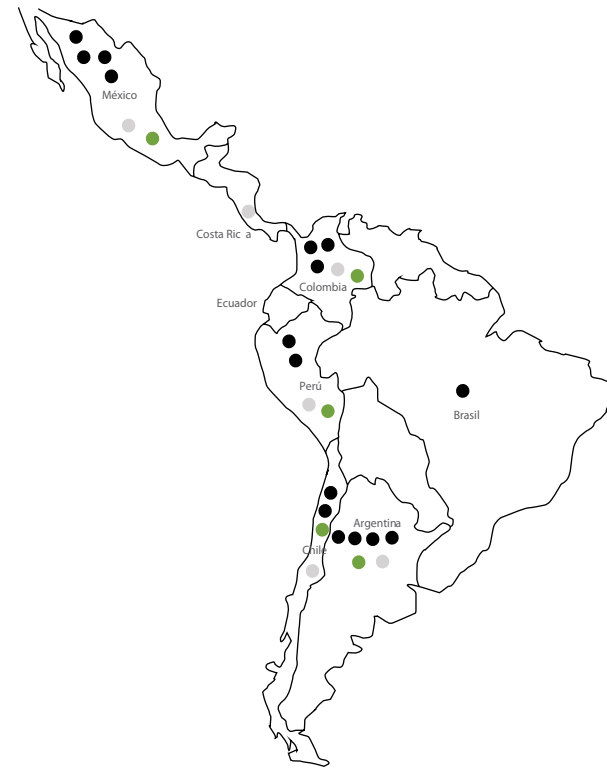 México
Costa Ric a
Colombia
Ecuador
Perú
Brasil
Argentina
Chile